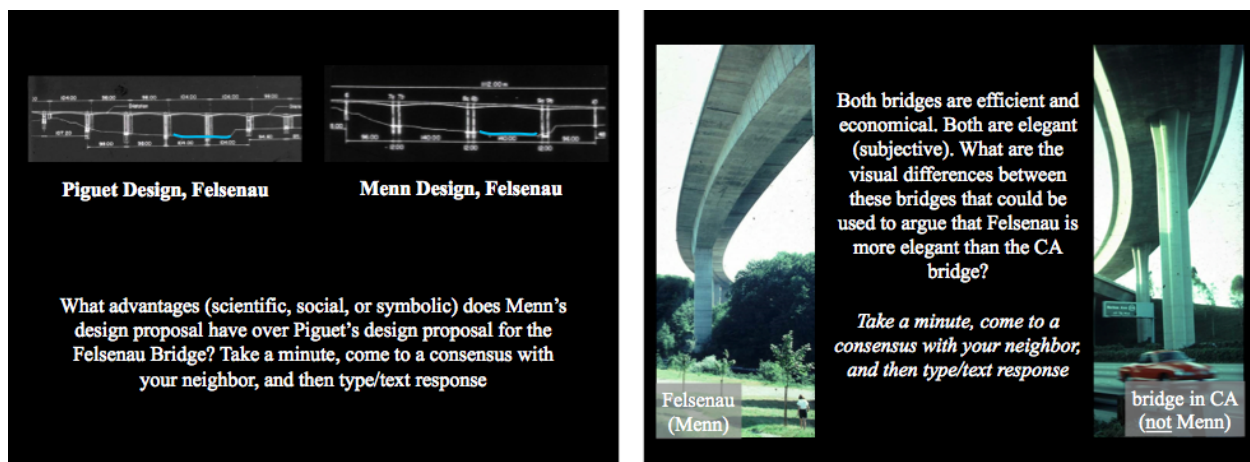 Piguet Design, Felsenau
Menn Design, Felsenau
What advantages (scientific, social, or symbolic) does Menn's
design proposal have over Piguet's design proposal for the
Felsenau Bridge? Take a minute, come to a consensus with
your neighbor, and then type/text response
Both bridges are efficient and
economical. Both are elegant
(subjective). What are the
visual differences between
these bridges that could be
used to argue that Felsenau is
more elegant than the CA
bridge?
Take a minute, come to a
consensus with your neighbor,
and then type/text response
Felsenau
(Menn)
bridge in CA
(not Menn)